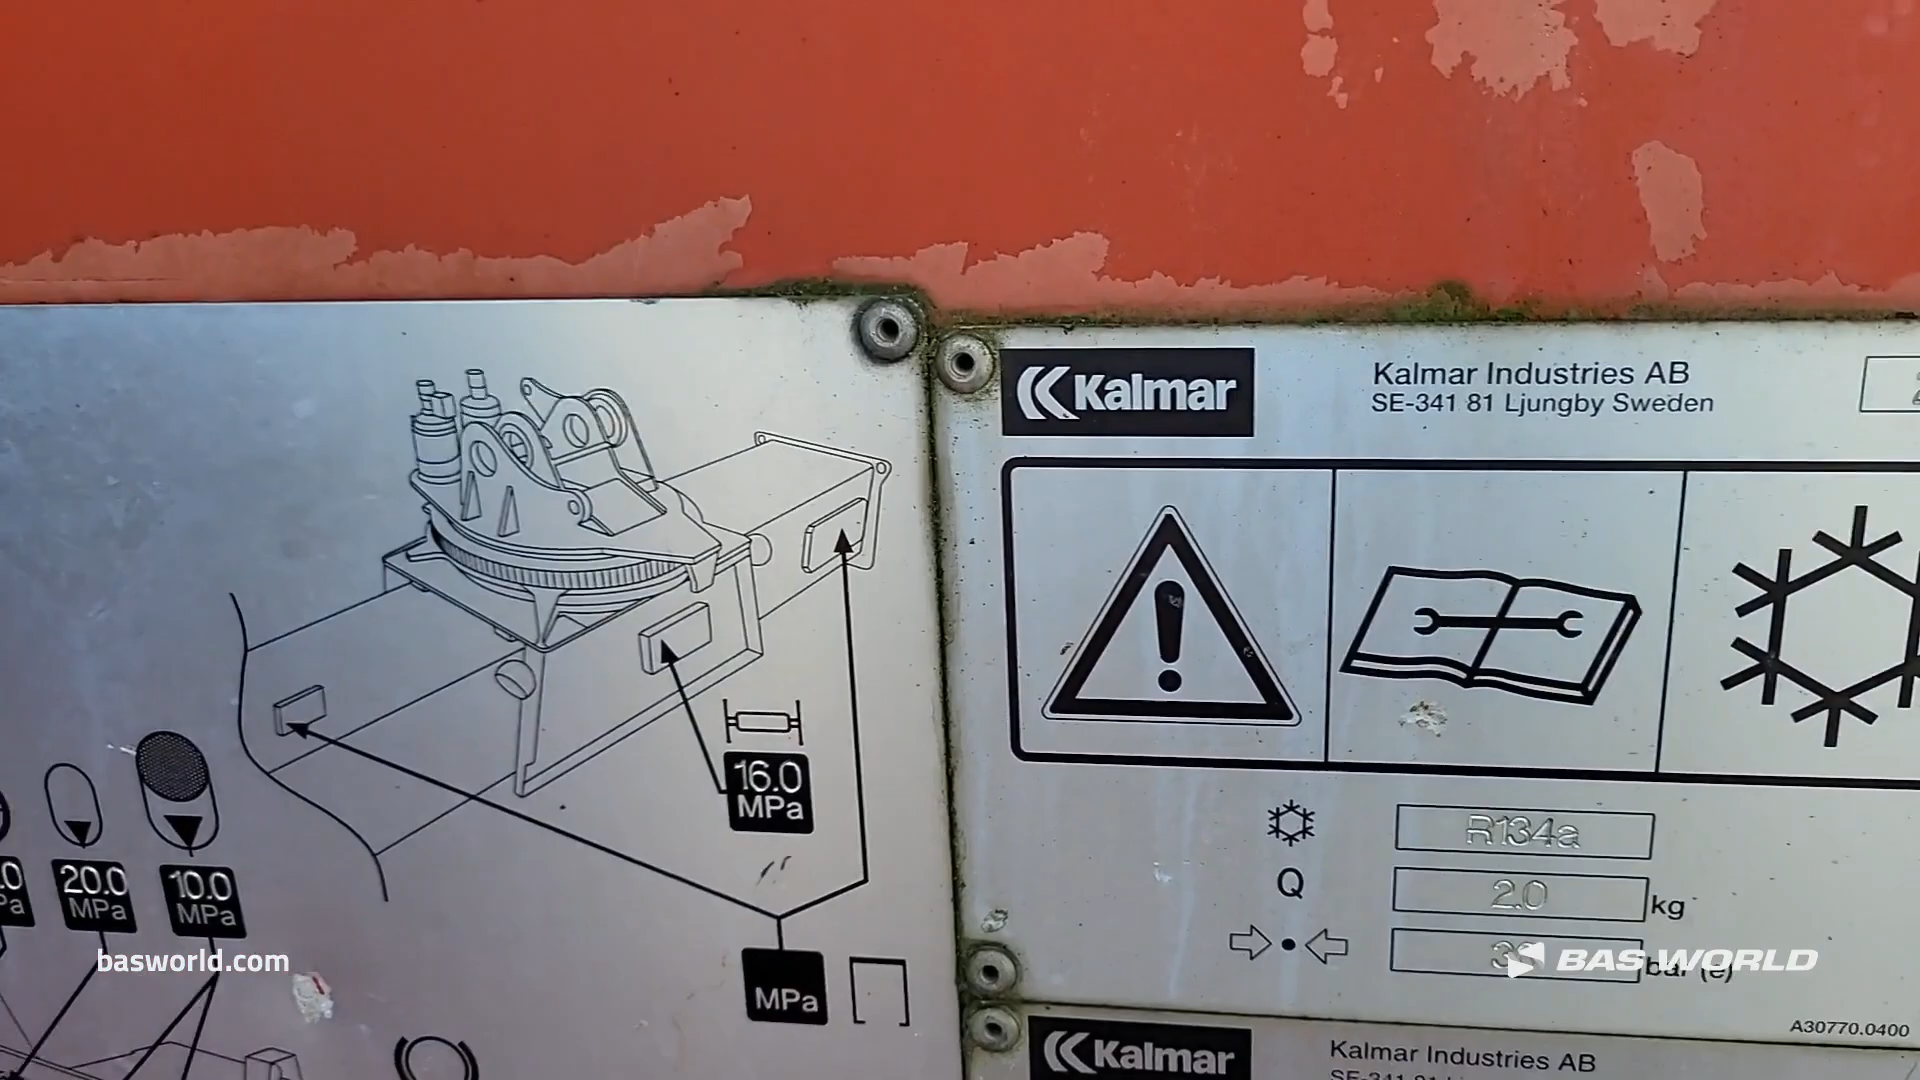 16.0
MPa
20.0
MPa
10.0
MPa
MPa
basworld.com
Kalmar
Kalmar Industries AB
SE-341 81 Ljungby Sweden
R134a
Q
2.0
kg
bar (e)
BAS WORLD
A30770.0400
Kalmar
Kalmar Industries AB